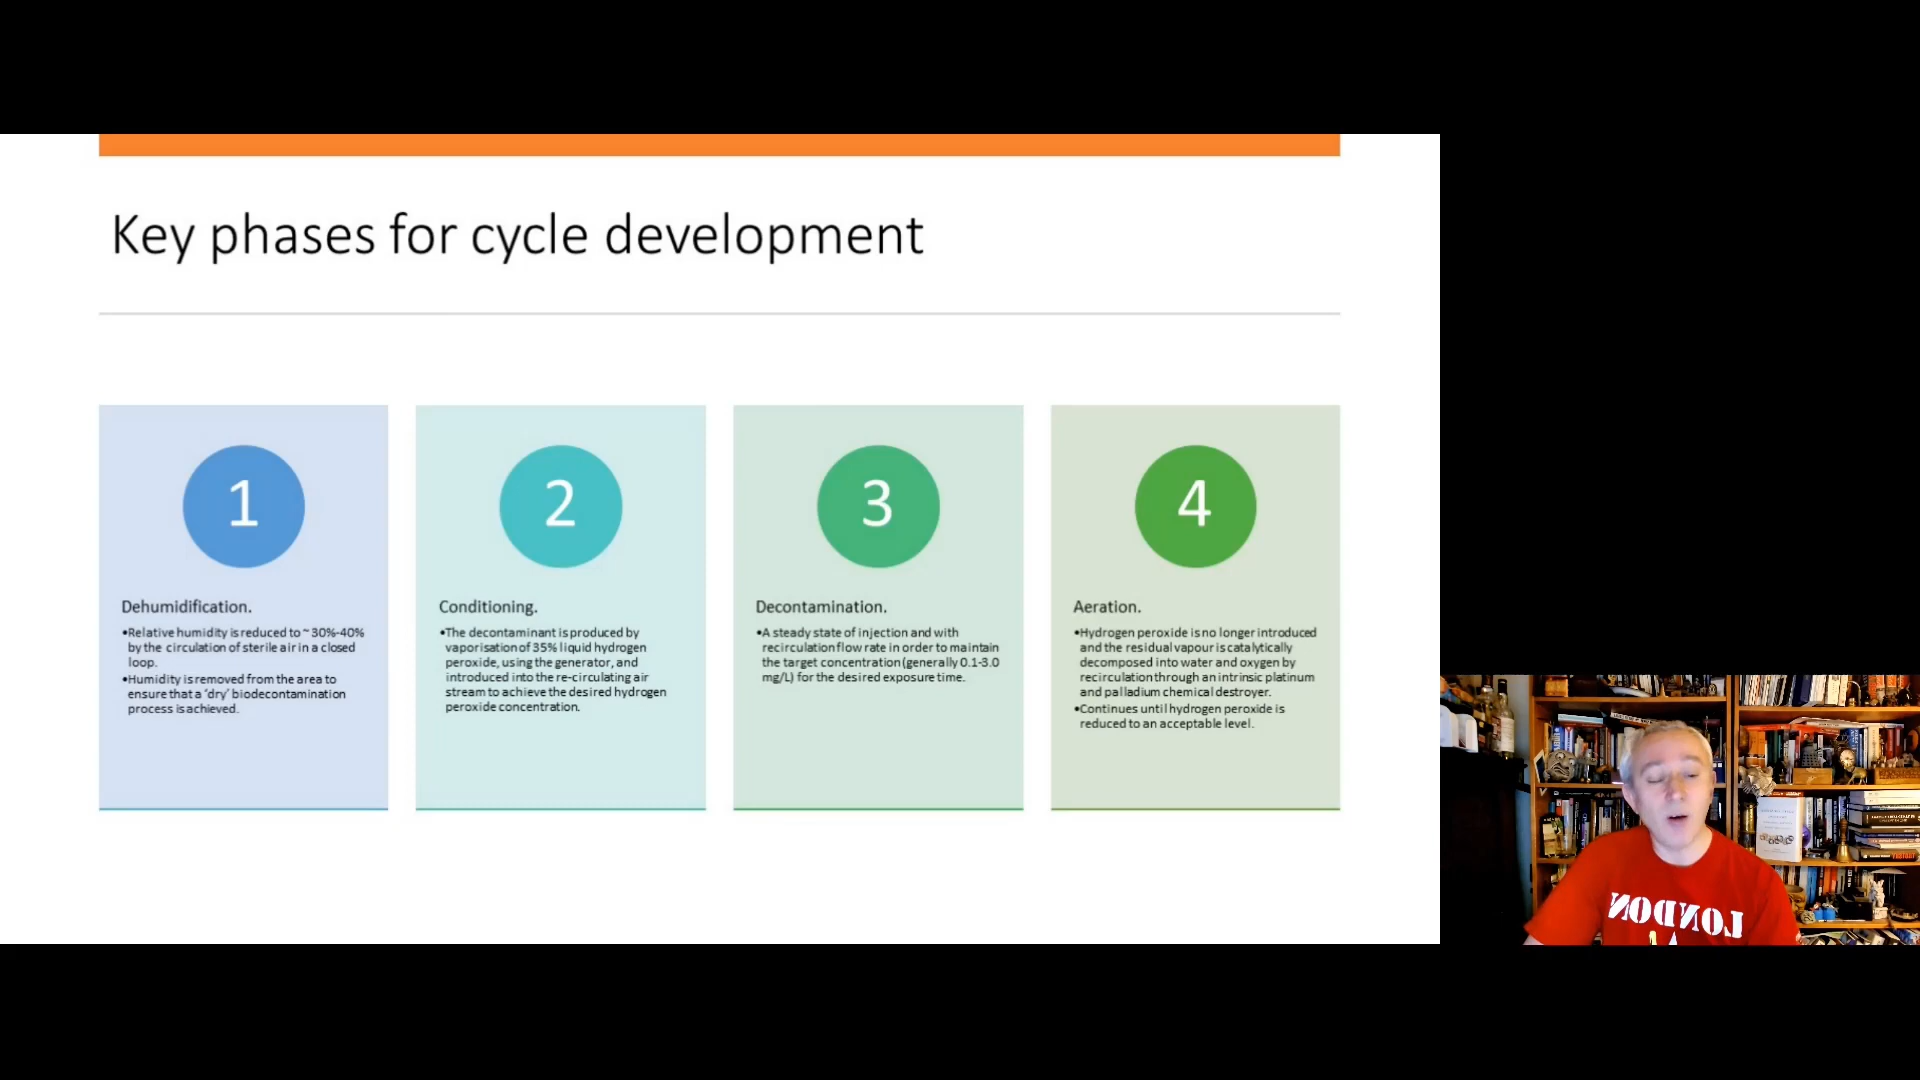 Key phases for cycle development
1
Dehumidification.
•Relative humidity is reduced to ~ 30%-40%
by the circulation of sterile air in a closed
loop.
•Humidity is removed from the area to
ensure that a ‘dry’ biodecontamination
process is achieved.
2
Conditioning.
•The decontaminant is produced by
vaporisation of 35% liquid hydrogen
peroxide, using the generator, and
introduced into the re-circulating air
stream to achieve the desired hydrogen
peroxide concentration.
3
Decontamination.
•A steady state of injection and with
recirculation flow rate in order to maintain
the target concentration (generally 0.1-3.0
mg/L) for the desired exposure time.
4
Aeration.
•Hydrogen peroxide is no longer introduced
and the residual vapour is catalytically
decomposed into water and oxygen by
recirculation through an intrinsic platinum
and palladium chemical destroyer.
•Continues until hydrogen peroxide is
reduced to an acceptable level.
LONDON